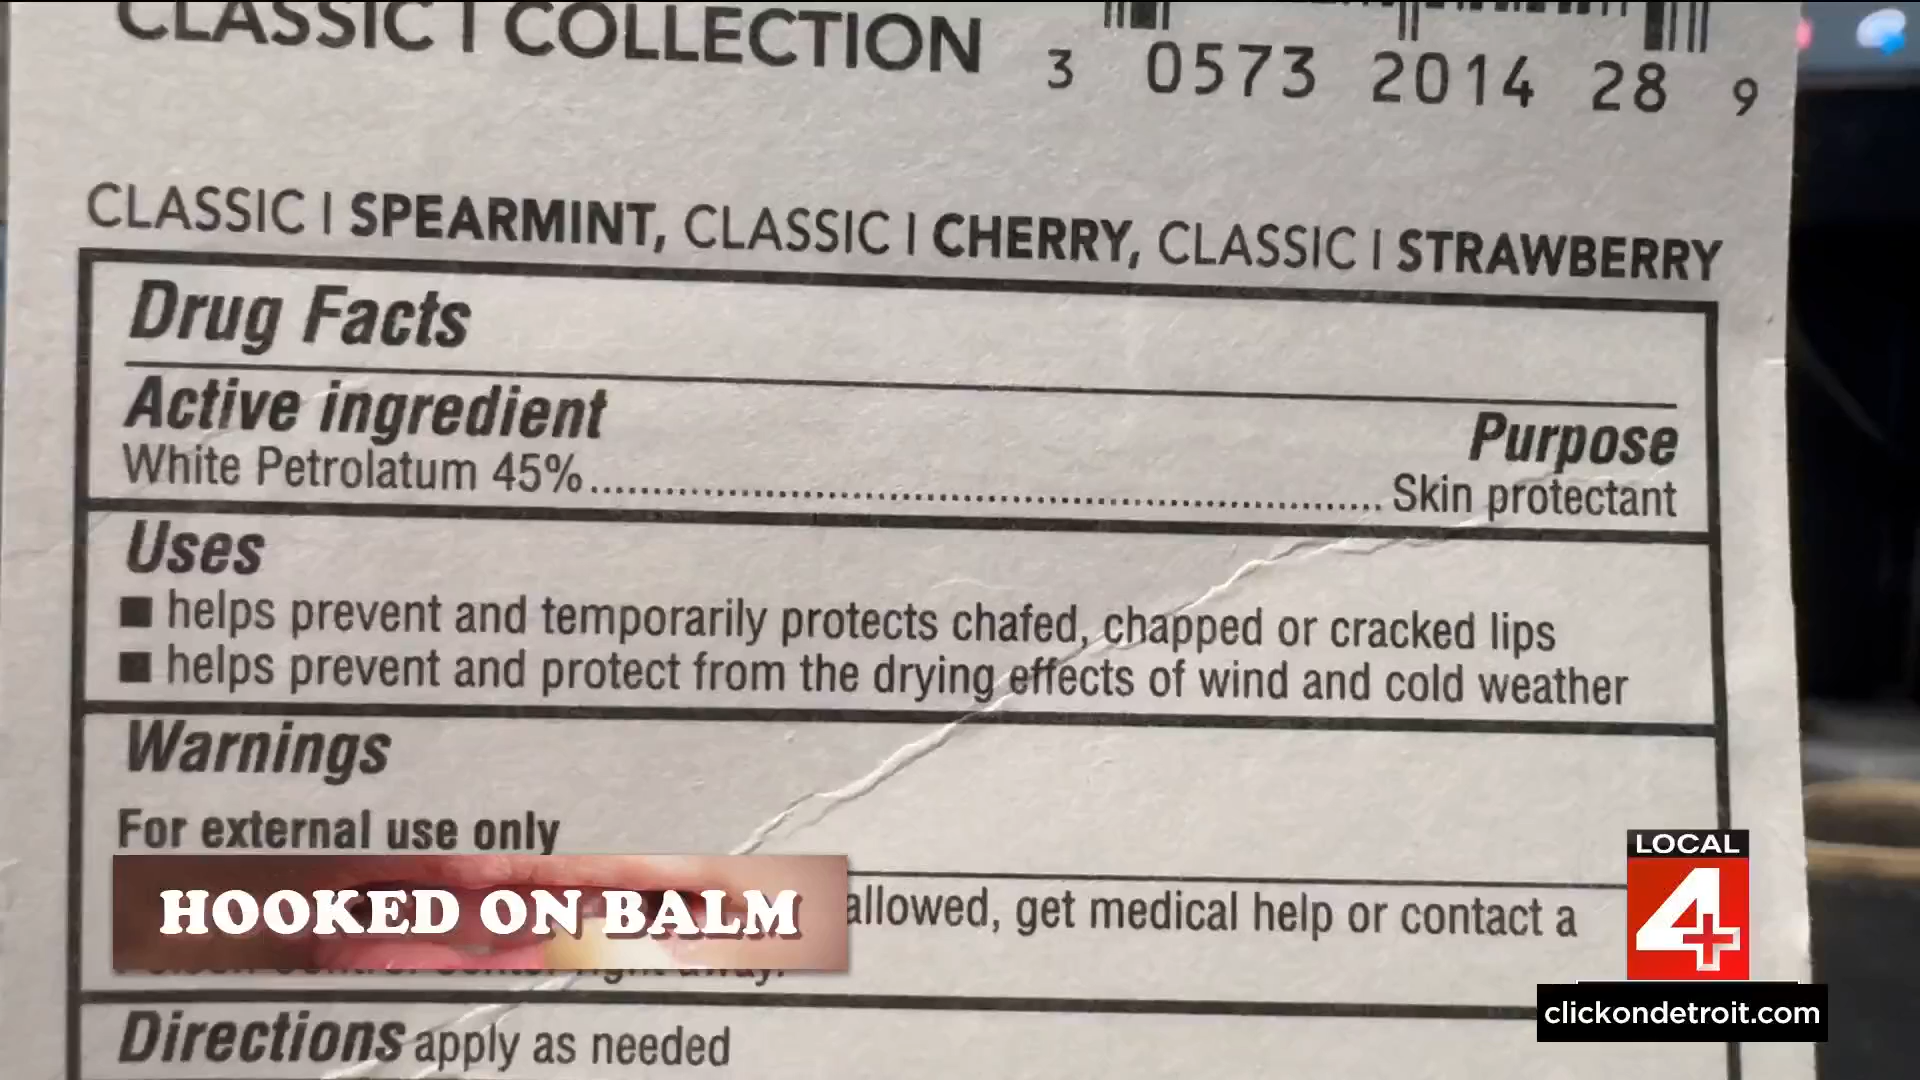 CLASSIC | COLLECTION
3 0573 2014 28 9
CLASSIC | SPEARMINT, CLASSIC | CHERRY, CLASSIC | STRAWBERRY
Drug Facts
Active ingredient Purpose
White Petrolatum 45%.......... Skin protectant
Uses
■ helps prevent and temporarily protects chafed, chapped or cracked lips
■ helps prevent and protect from the drying effects of wind and cold weather
Warnings
For external use only
allowed, get medical help or contact a
right away.
HOOKED ON BALM
Directions apply as needed
LOCAL
4
clickondetroit.com